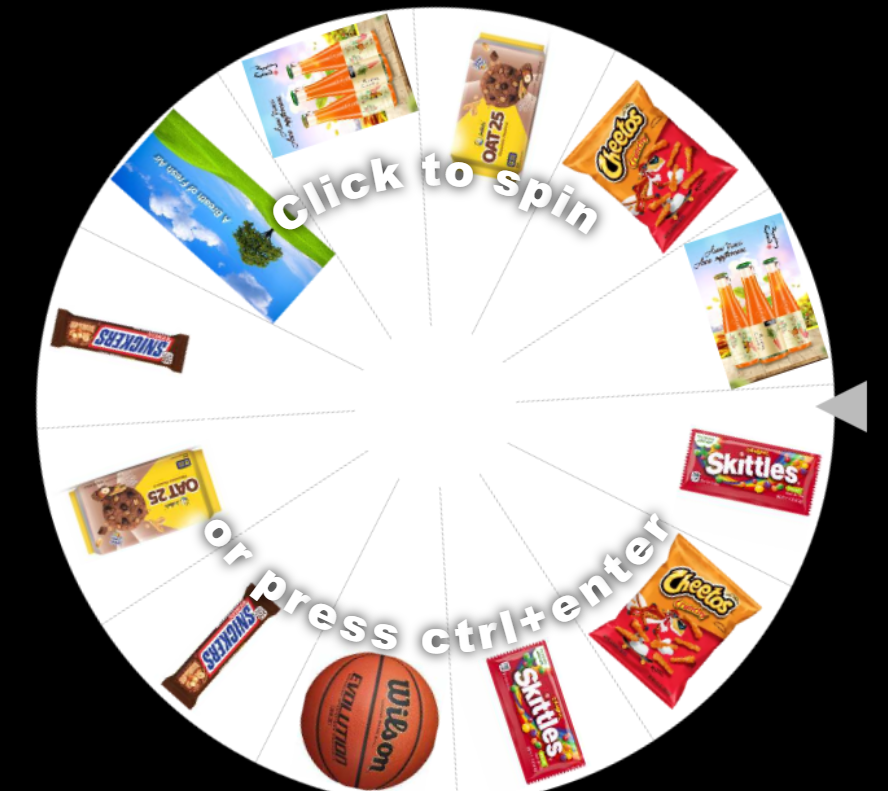 Click to spin
OAT 25
Cheetos
Skittles
Cheetos
Skittles
Wilson
EVOLUTION
SNICKERS
OAT 25
SNICKERS
A Breath of Fresh Air
or press ctrl+enter